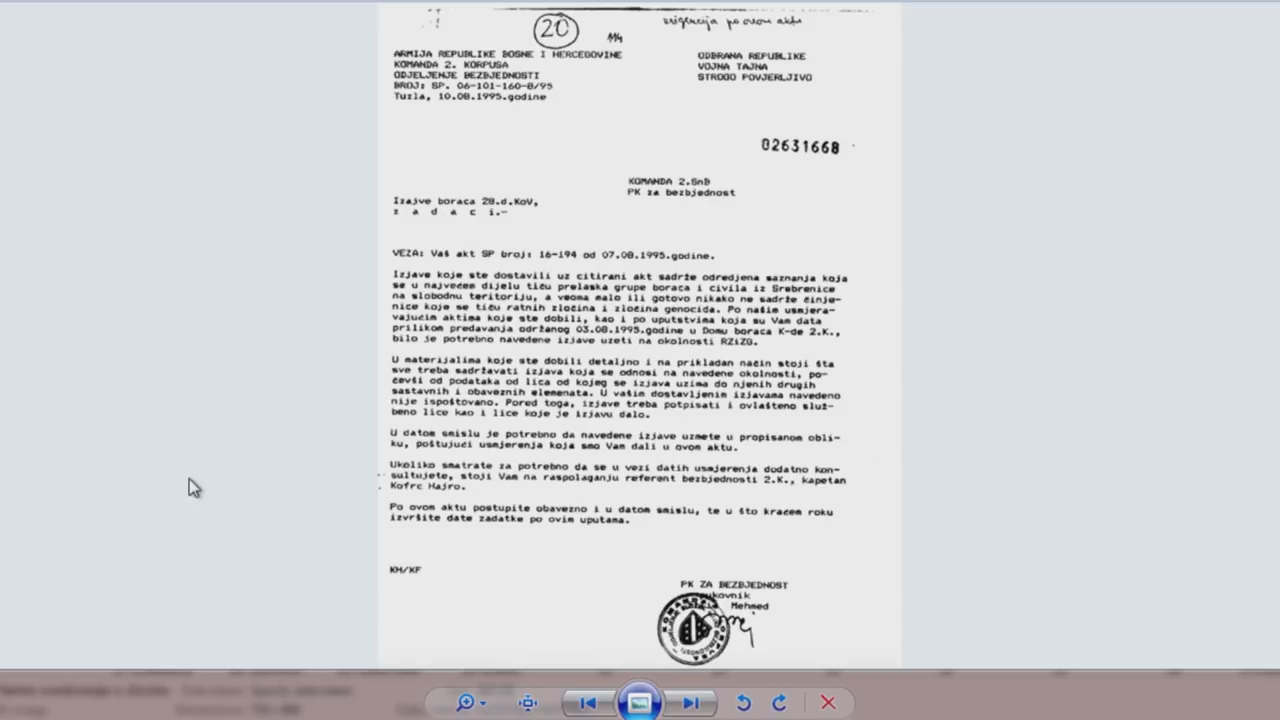 20
114
urigencija po ovom aktu
ARMIJA REPUBLIKE BOSNE I HERCEGOVINE
KOMANDA 2. KORPUSA
ODJELJENJE BEZBJEDNOSTI
BROJ: SP. 06-101-160-8/95
Tuzla, 10.08.1995.godine
ODBRANA REPUBLIKE
VOJNA TAJNA
STROGO POVJERLJIVO
02631668
KOMANDA 2.SnB
PK za bezbjednost
Izajve boraca 28.d.KoV,
z a d a c i.-
VEZA: Vaš akt SP broj: 16-194 od 07.08.1995.godine.
Izjave koje ste dostavili uz citirani akt sadrže odredjena saznanja koja
se u najvećem dijelu tiču prelaska grupe boraca i civila iz Srebrenice
na slobodnu teritoriju, a veoma malo ili gotovo nikako ne sadrže činje-
nice koje se tiču ratnih zločina i zločina genocida. Po našim usmjera-
vajućim aktima koje ste dobili, kao i po uputstvima koja su Vam data
prilikom predavanja održanog 03.08.1995.godine u Domu boraca K-de 2.K.,
bilo je potrebno navedene izjave uzeti na okolnosti RZiZG.
U materijalima koje ste dobili detaljno i na prikladan način stoji šta
sve treba sadržavati izjava koja se odnosi na navedene okolnosti, po-
čevši od podataka od lica od kojeg se izjava uzima do njenih drugih
sastavnih i obaveznih elemenata. U vašim dostavljenim izjavama navedeno
nije ispoštovano. Pored toga, izjave treba potpisati i ovlašteno služ-
beno lice kao i lice koje je izjavu dalo.
U datom smislu je potrebno da navedene izjave uzmete u propisanom obli-
ku, poštujući usmjerenja koja smo Vam dali u ovom aktu.
Ukoliko smatrate za potrebno da se u vezi datih usmjerenja dodatno kon-
sultujete, stoji Vam na raspolaganju referent bezbjednosti 2.K., kapetan
Kofrc Hajro.
Po ovom aktu postupite obavezno i u datom smislu, te u što kraćem roku
izvršite date zadatke po ovim uputama.
KH/KF
PK ZA BEZBJEDNOST
pukovnik
Mehmed